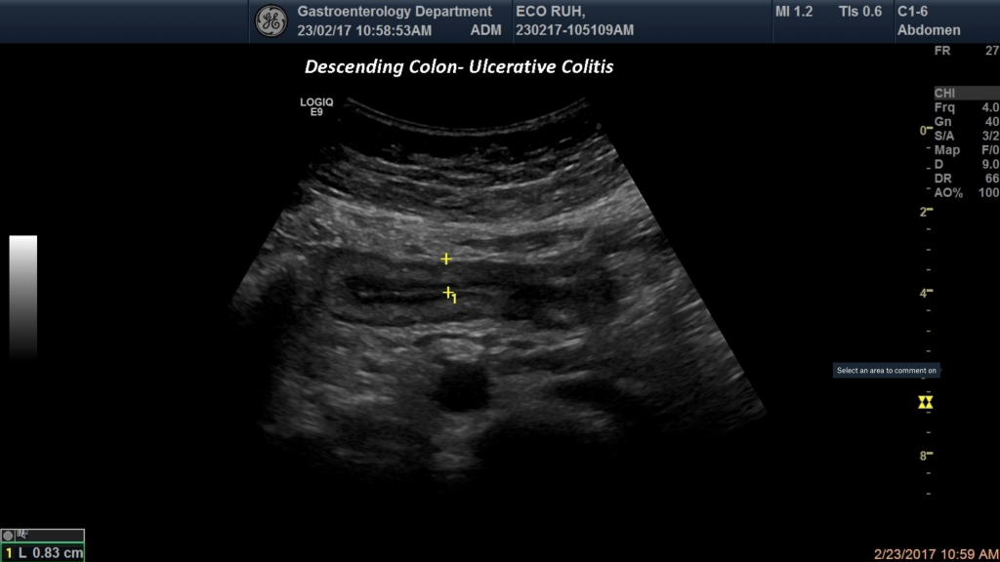 Gastroenterology Department
23/02/17 10:58:53AM ADM
ECO RUH,
230217-105109AM
MI 1.2 TIs 0.6
C1-6
Abdomen
Descending Colon- Ulcerative Colitis
LOGIQ
E9
FR 27
CHI
Frq 4.0
Gn 40
S/A 3/2
Map F/0
D 9.0
DR 66
AO% 100
0
2
4
8
1
Select an area to comment on
1 L 0.83 cm
2/23/2017 10:59 AM